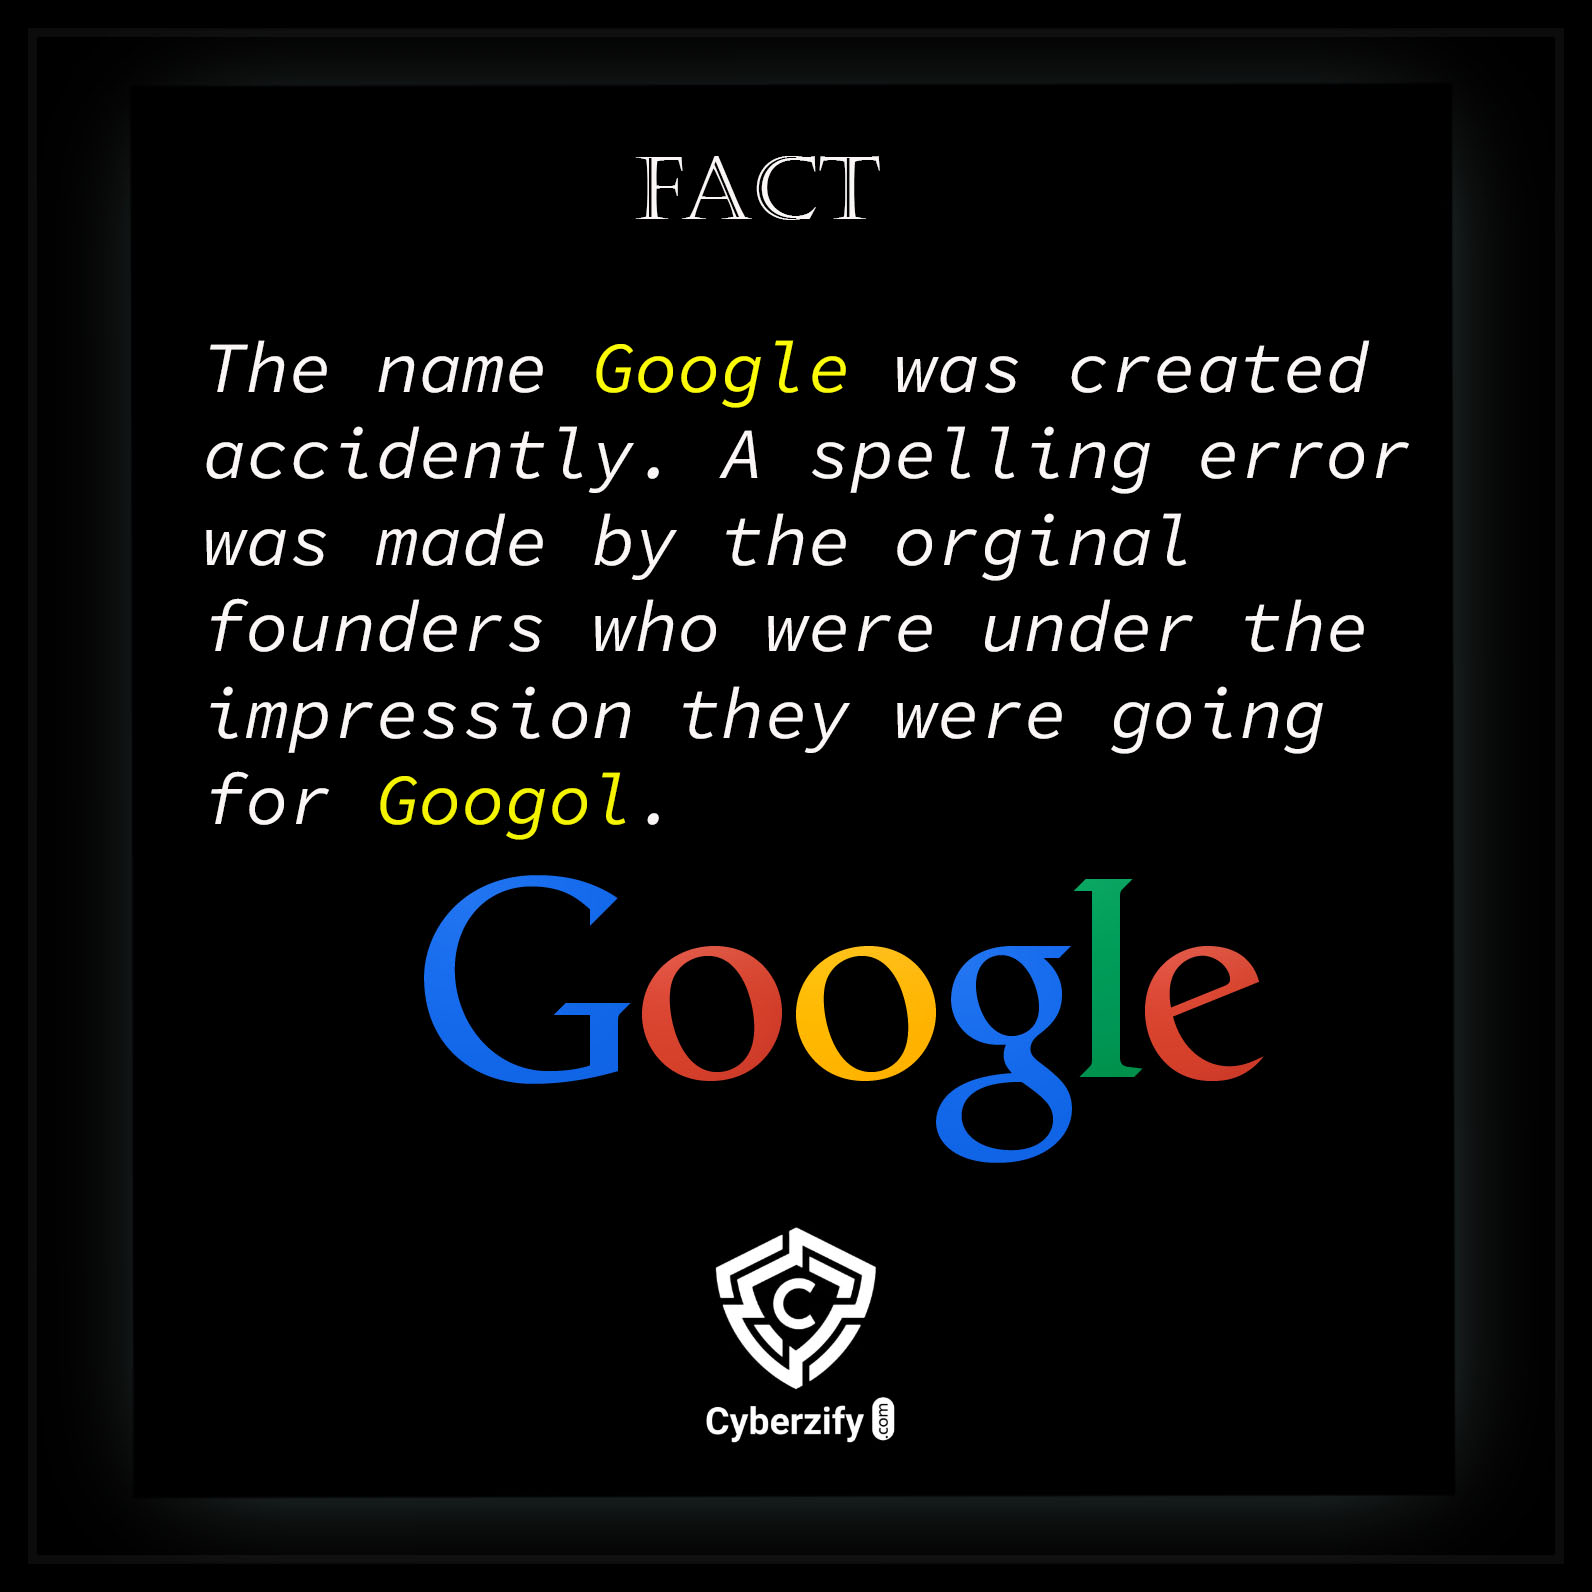 FACT
The name Google was created
accidently. A spelling error
was made by the orginal
founders who were under the
impression they were going
for Googol.
Google
C
Cyberzify .com